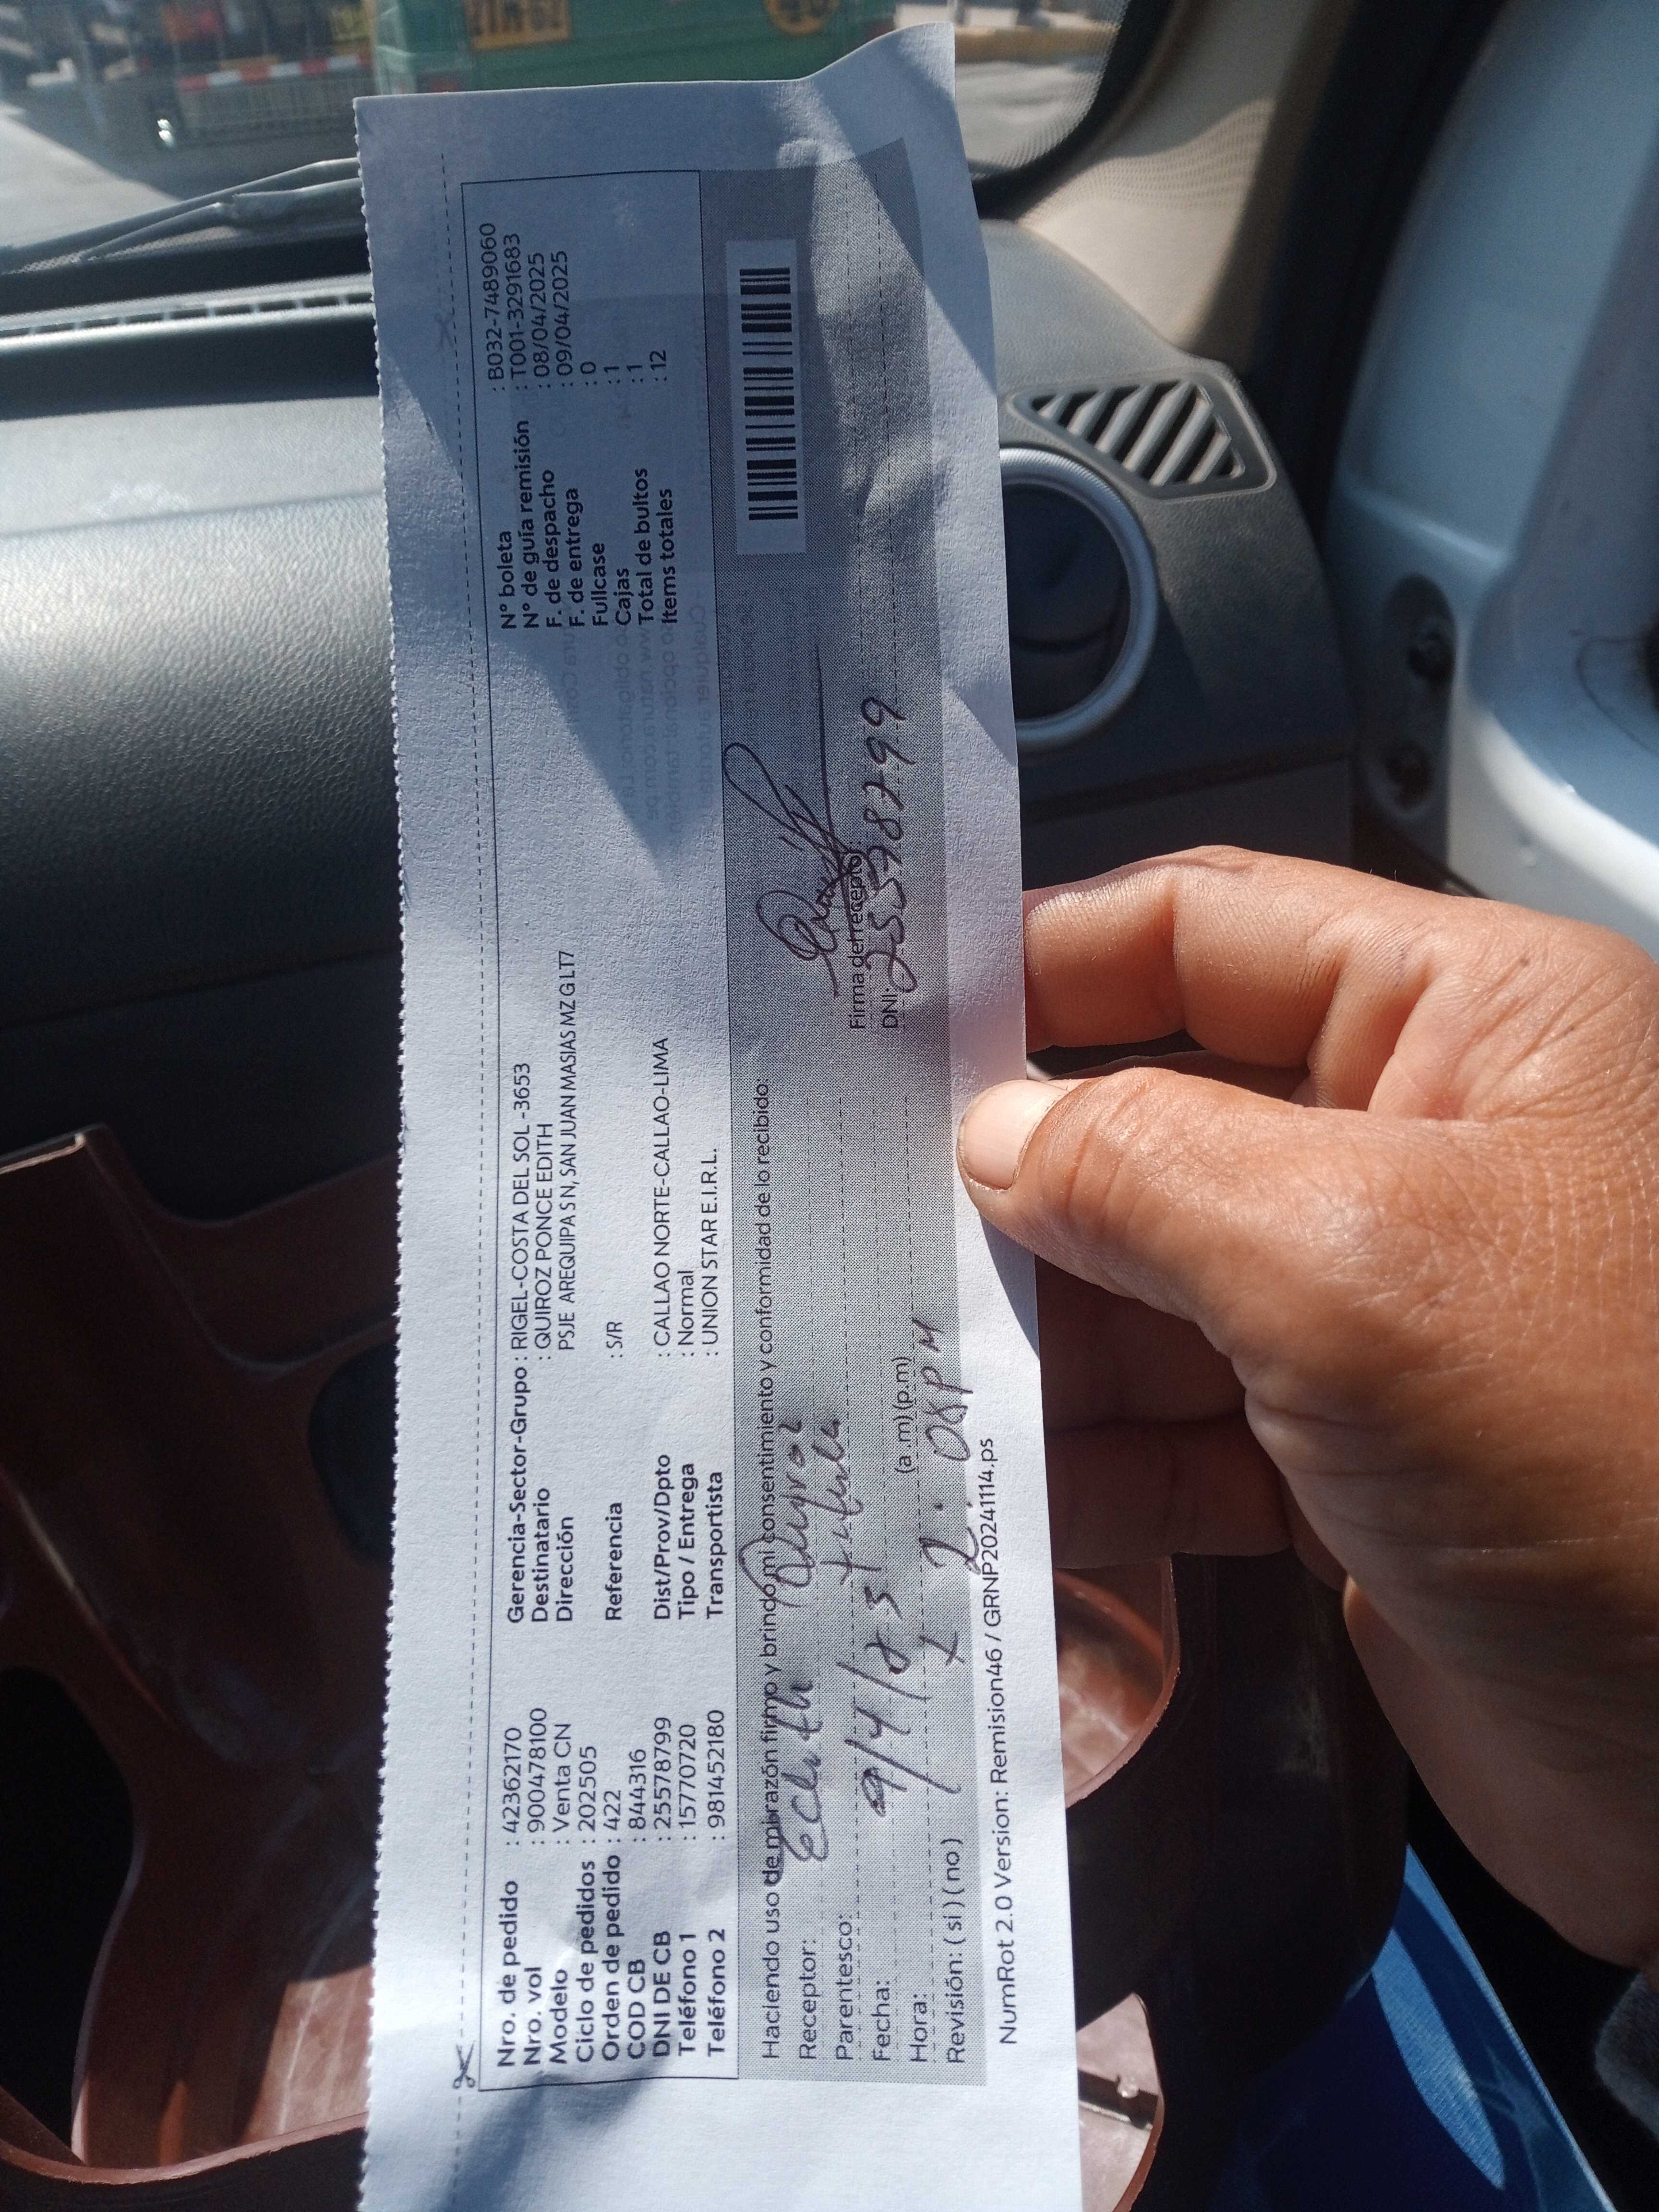 Nro. de pedido : 42362170
Nro. vol : 900478100
Modelo : Venta CN
Ciclo de pedidos : 202505
Orden de pedido : 422
COD CB : 844316
DNI DE CB : 25578799
Teléfono 1 : 15770720
Teléfono 2 : 981452180
Gerencia-Sector-Grupo : RIGEL-COSTA DEL SOL -3653
Destinatario : QUIROZ PONCE EDITH
Dirección PSJE AREQUIPA S N, SAN JUAN MASIAS MZ G LT7
Referencia : S/R
Dist/Prov/Dpto : CALLAO NORTE-CALLAO-LIMA
Tipo / Entrega : Normal
Transportista : UNION STAR E.I.R.L.
N° boleta : B032-7489060
N° de guía remisión : T001-3291683
F. de despacho : 08/04/2025
F. de entrega : 09/04/2025
Fullcase : 0
Cajas : 1
Total de bultos : 1
Items totales : 12
Haciendo uso de mi razón firmo y brindo mi consentimiento y conformidad de lo recibido:
Receptor: Edith Quiroz
Parentesco: titular
Fecha: 9/4/25
Hora: (a.m) (p.m)
2:08PM
Revisión: ( si ) ( no )
Firma del receptor
DNI: 25578799
NumRot 2.0 Version: Remision46 / GRNP20241114.ps